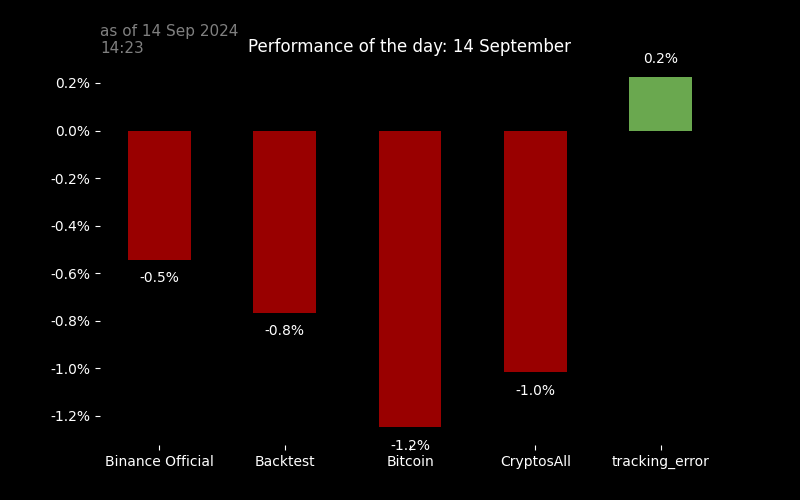 as of 14 Sep 2024
14:23
Performance of the day: 14 September
0.2%
0.2%
0.0%
-0.2%
-0.4%
-0.6%
-0.8%
-1.0%
-1.2%
-0.5%
-0.8%
-1.2%
-1.0%
Binance Official
Backtest
Bitcoin
CryptosAll
tracking_error